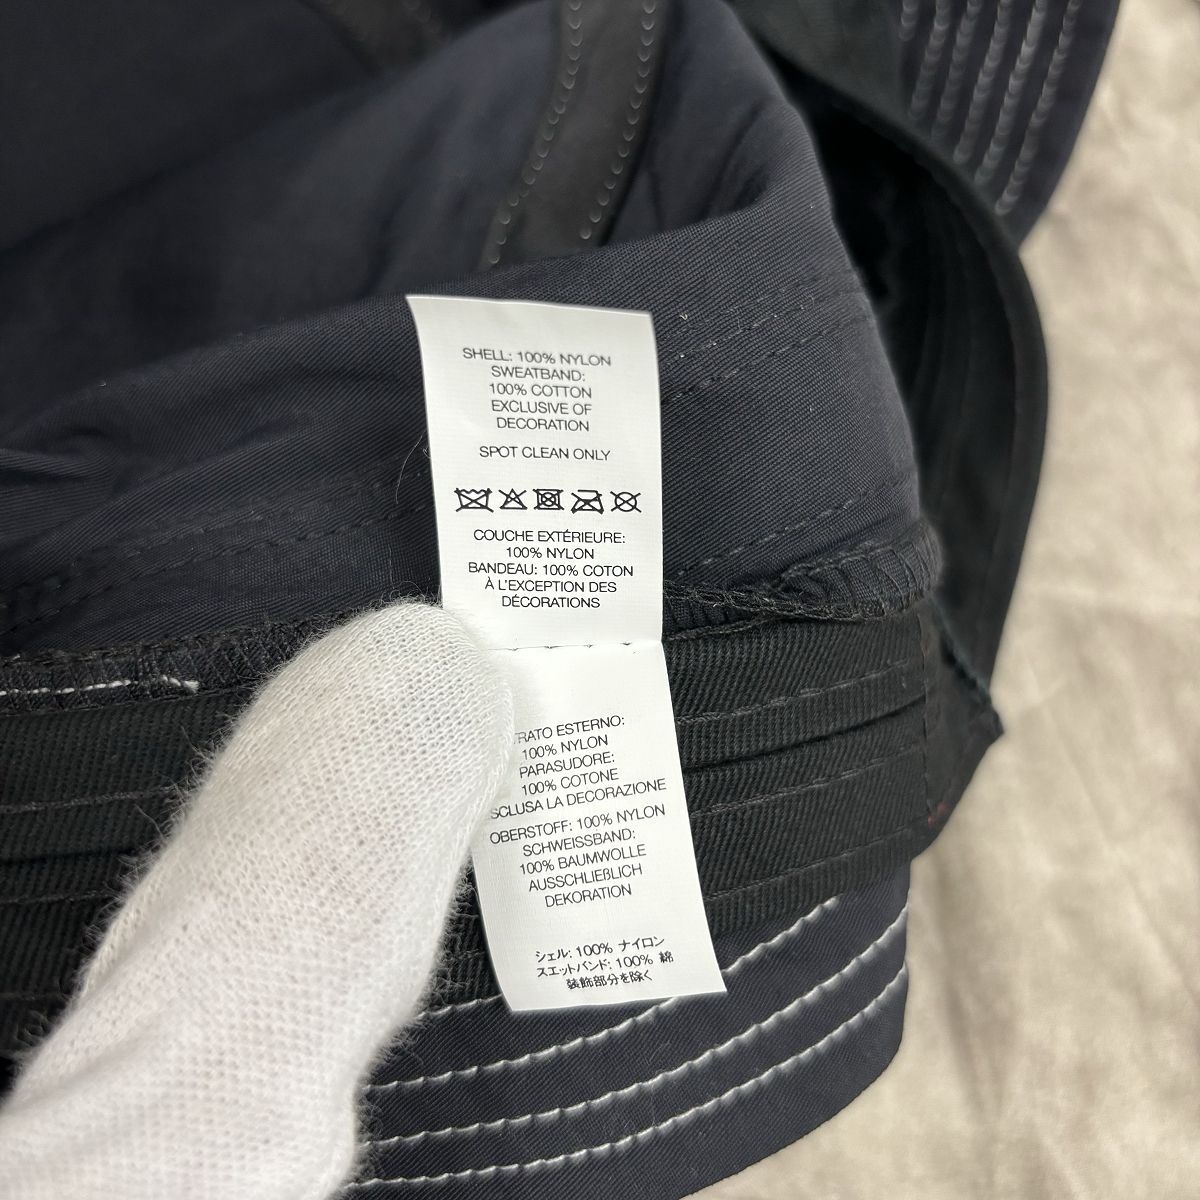 SHELL: 100% NYLON
SWEATBAND:
100% COTTON
EXCLUSIVE OF
DECORATION
SPOT CLEAN ONLY
COUCHE EXTÉRIEURE:
100% NYLON
BANDEAU: 100% COTON
À L'EXCEPTION DES
DÉCORATIONS
ESTERNO:
100% NYLON
PARASUDORE:
100% COTONE
LA DECORAZIONE
OBERSTOFF: 100% NYLON
SCHWEISSBAND:
100% BAUMWOLLE
AUSSCHLIEßLICH
DEKORATION
シェル: 100% ナイロン
スエットバンド: 100% 綿
装飾部分を除く